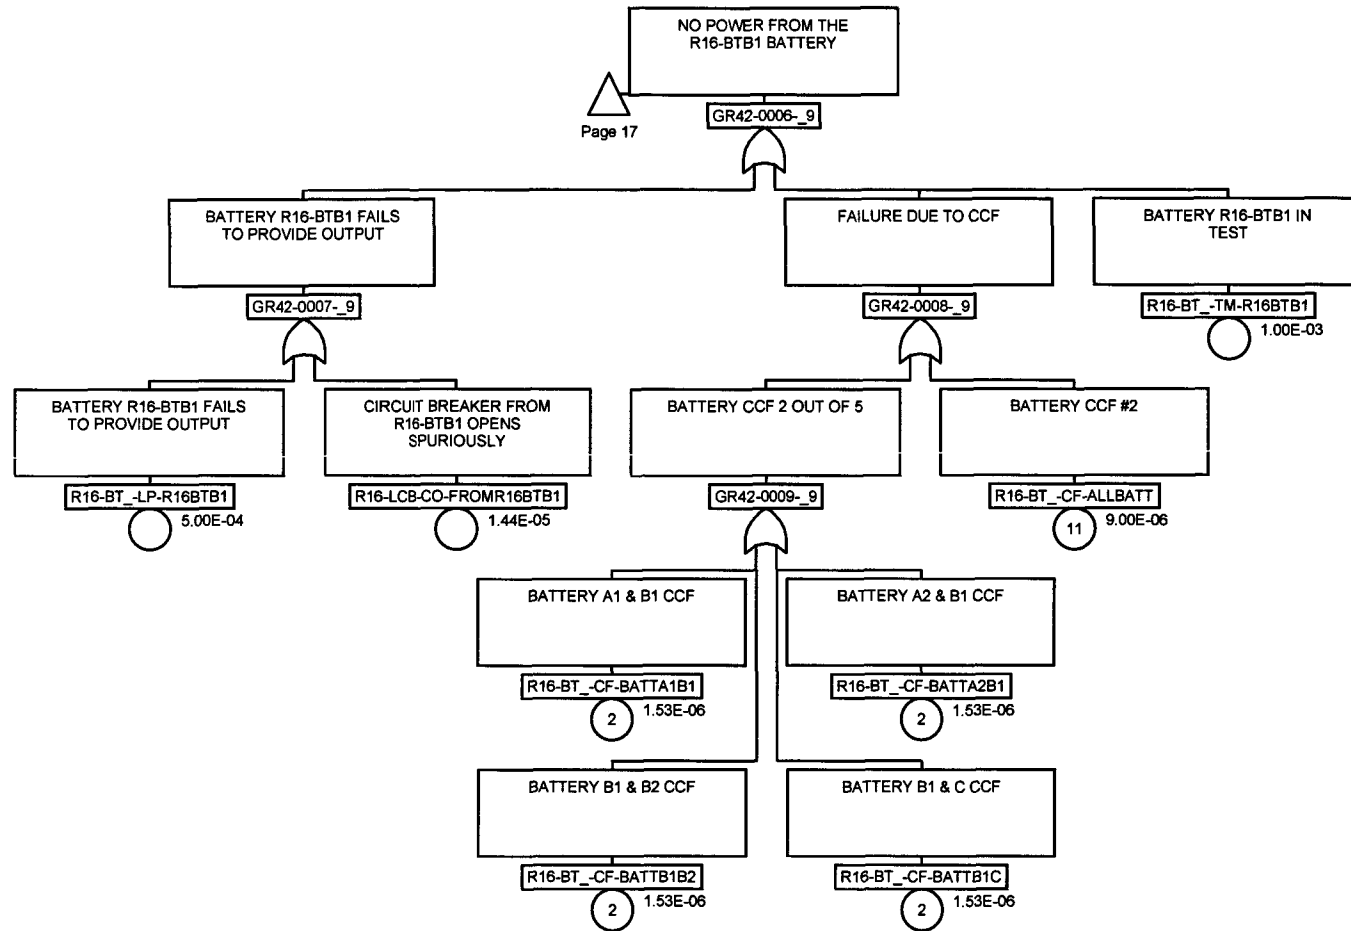 NO POWER FROM THE
R16-BTB1 BATTERY
Page 17
GR42-0006-_9
BATTERY R16-BTB1 FAILS
TO PROVIDE OUTPUT
FAILURE DUE TO CCF
BATTERY R16-BTB1 IN
TEST
GR42-0007-_9
GR42-0008-_9
R16-BT_-TM-R16BTB1
1.00E-03
BATTERY R16-BTB1 FAILS
TO PROVIDE OUTPUT
CIRCUIT BREAKER FROM
R16-BTB1 OPENS
SPURIOUSLY
BATTERY CCF 2 OUT OF 5
BATTERY CCF #2
R16-BT_-LP-R16BTB1
5.00E-04
R16-LCB-CO-FROMR16BTB1
1.44E-05
GR42-0009-_9
R16-BT_-CF-ALLBATT
11
9.00E-06
BATTERY A1 & B1 CCF
BATTERY A2 & B1 CCF
R16-BT_-CF-BATTA1B1
2
1.53E-06
R16-BT_-CF-BATTA2B1
2
1.53E-06
BATTERY B1 & B2 CCF
BATTERY B1 & C CCF
R16-BT_-CF-BATTB1B2
2
1.53E-06
R16-BT_-CF-BATTB1C
2
1.53E-06